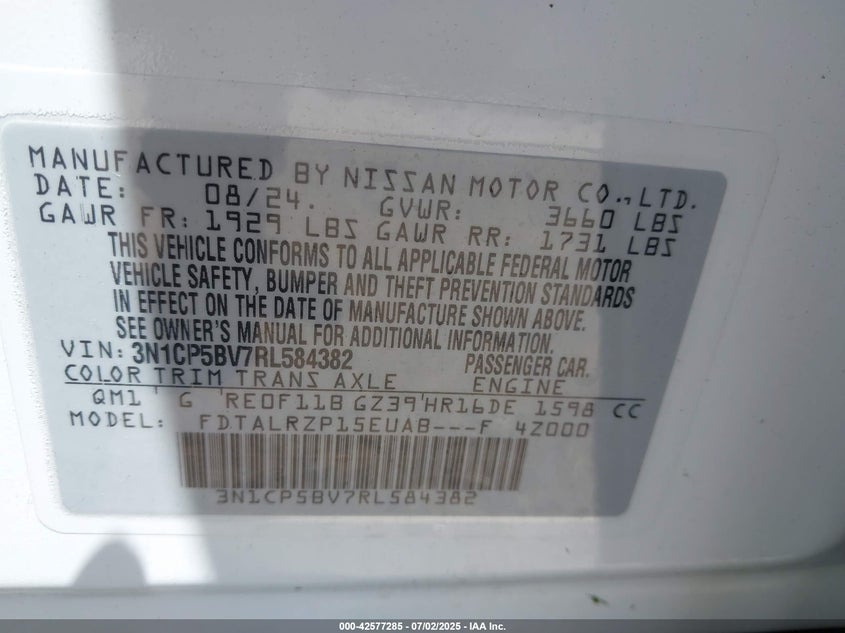 MANUFACTURED BY NISSAN MOTOR CO., LTD.
DATE: 08/24. GVWR: 3660 LBS
GAWR FR: 1929 LBS GAWR RR: 1731 LBS
THIS VEHICLE CONFORMS TO ALL APPLICABLE FEDERAL MOTOR
VEHICLE SAFETY, BUMPER AND THEFT PREVENTION STANDARDS
IN EFFECT ON THE DATE OF MANUFACTURE SHOWN ABOVE.
SEE OWNER'S MANUAL FOR ADDITIONAL INFORMATION.
VIN: 3N1CP5BV7RL584382 PASSENGER CAR.
COLOR TRIM TRANS AXLE ENGINE
QM1 G RE0F11B GZ39 HR16DE 1598 CC
MODEL: FDTALRZP15EUAB---F 4Z000
3N1CP5BV7RL584382
000-42577285 - 07/02/2025 - IAA Inc.